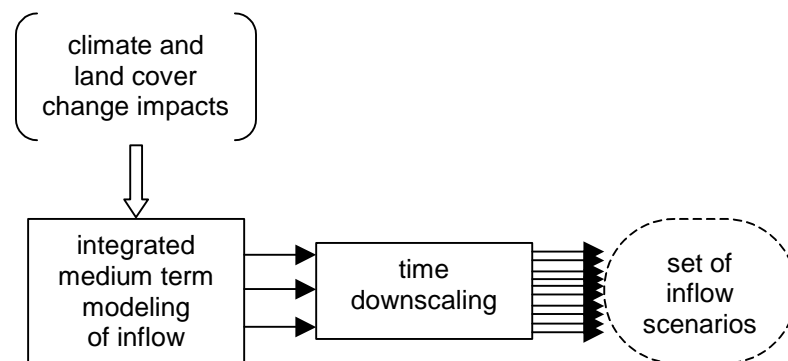 climate and
land cover
change impacts
integrated
medium term
modeling
of inflow
time
downscaling
set of
inflow
scenarios